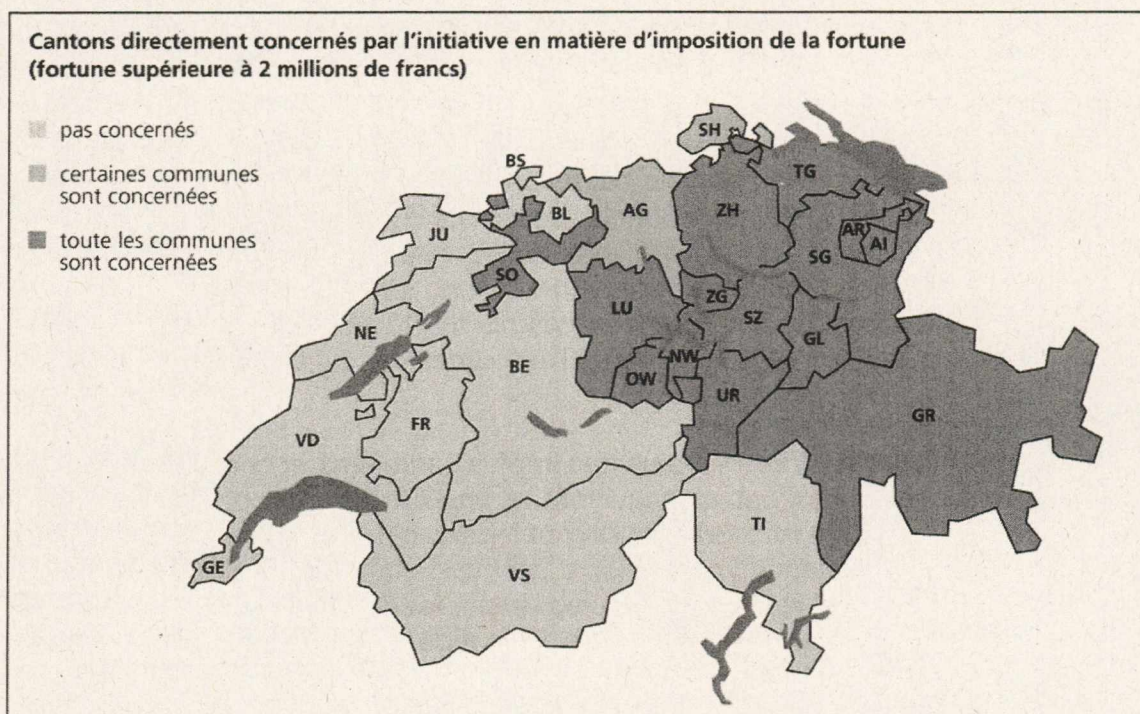 Cantons directement concernés par l'initiative en matière d'imposition de la fortune
(fortune supérieure à 2 millions de francs)
pas concernés
certaines communes
sont concernées
toute les communes
sont concernées
SH
BS
TG
BL
AG
ZH
JU
AR
AI
SG
SO
ZG
LU
SZ
NE
GL
NW
BE
OW
UR
GR
FR
VD
TI
GE
VS